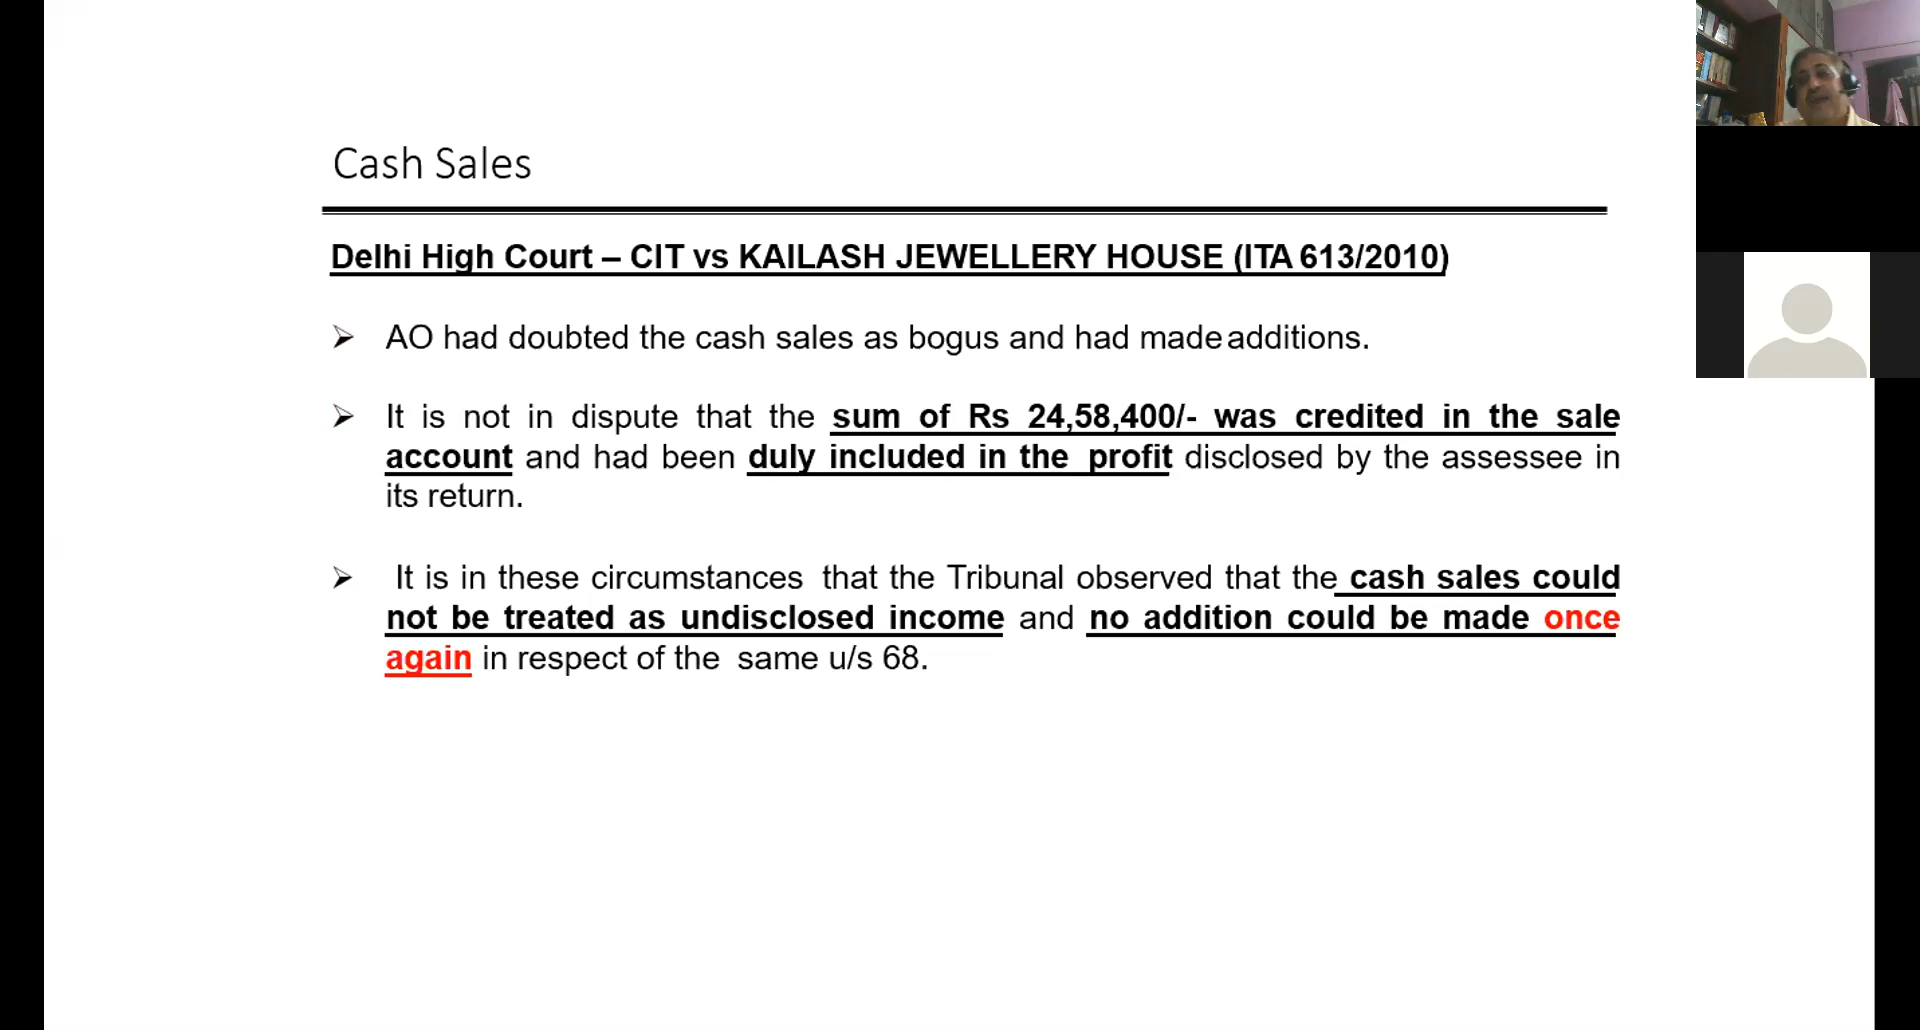 Cash Sales
Delhi High Court – CIT vs KAILASH JEWELLERY HOUSE (ITA 613/2010)
➢ AO had doubted the cash sales as bogus and had made additions.
➢ It is not in dispute that the sum of Rs 24,58,400/- was credited in the sale
account and had been duly included in the profit disclosed by the assessee in
its return.
➢ It is in these circumstances that the Tribunal observed that the cash sales could
not be treated as undisclosed income and no addition could be made once
again in respect of the same u/s 68.